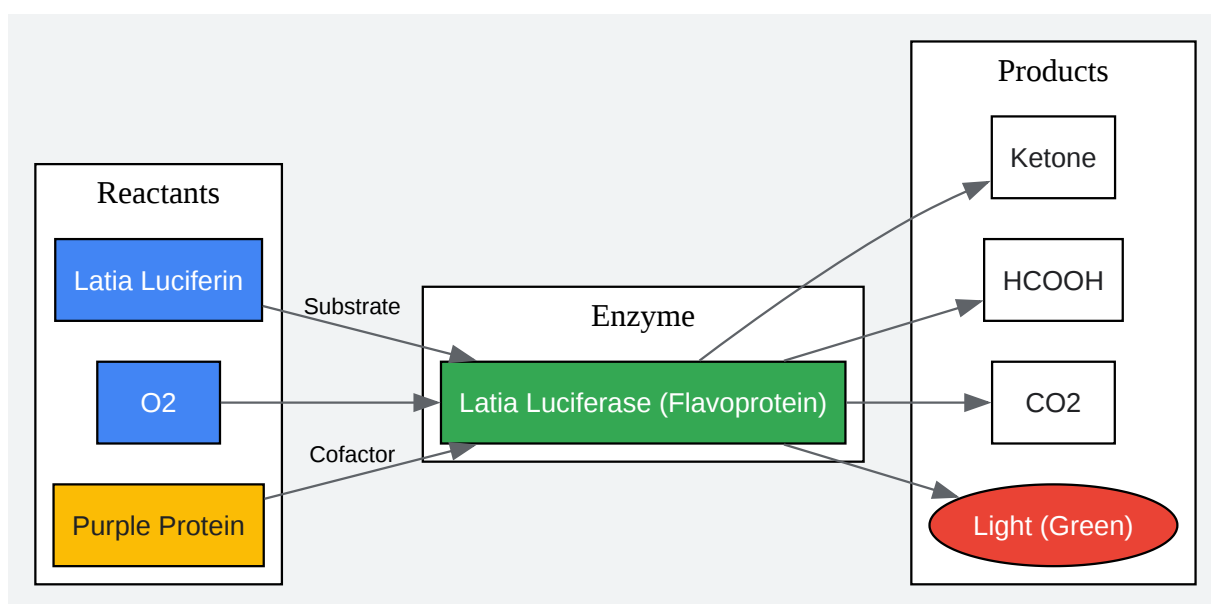 Reactants
Latia Luciferin
O2
Purple Protein
Substrate
Cofactor
Enzyme
Latia Luciferase (Flavoprotein)
Products
Ketone
HCOOH
CO2
Light (Green)